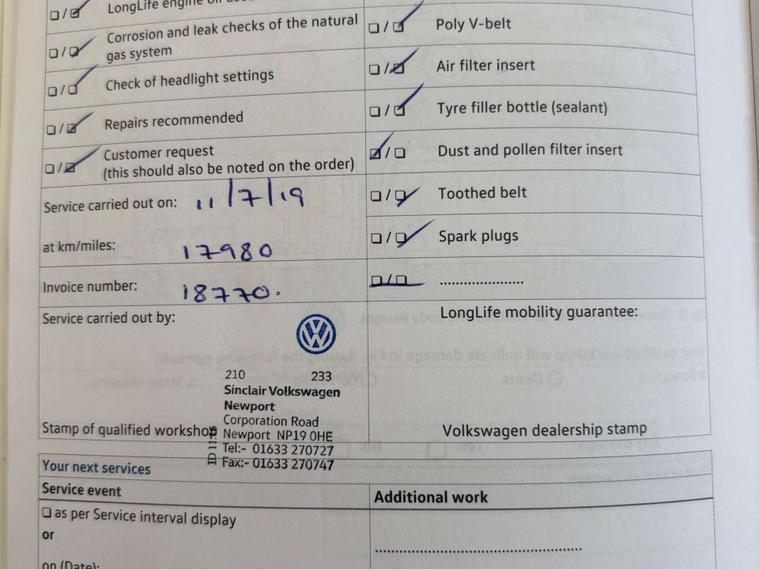 LongLife engine oil
Corrosion and leak checks of the natural
gas system
Check of headlight settings
Repairs recommended
Customer request
(this should also be noted on the order)
Service carried out on: 11/7/19
at km/miles: 17980
Invoice number: 18770.
Service carried out by:
210 233
Sinclair Volkswagen
Newport
Corporation Road
Newport NP19 0HE
Tel:- 01633 270727
Fax:- 01633 270747
Stamp of qualified workshop
Poly V-belt
Air filter insert
Tyre filler bottle (sealant)
Dust and pollen filter insert
Toothed belt
Spark plugs
LongLife mobility guarantee:
Volkswagen dealership stamp
Your next services
Service event
as per Service interval display
or
on (Date):
Additional work